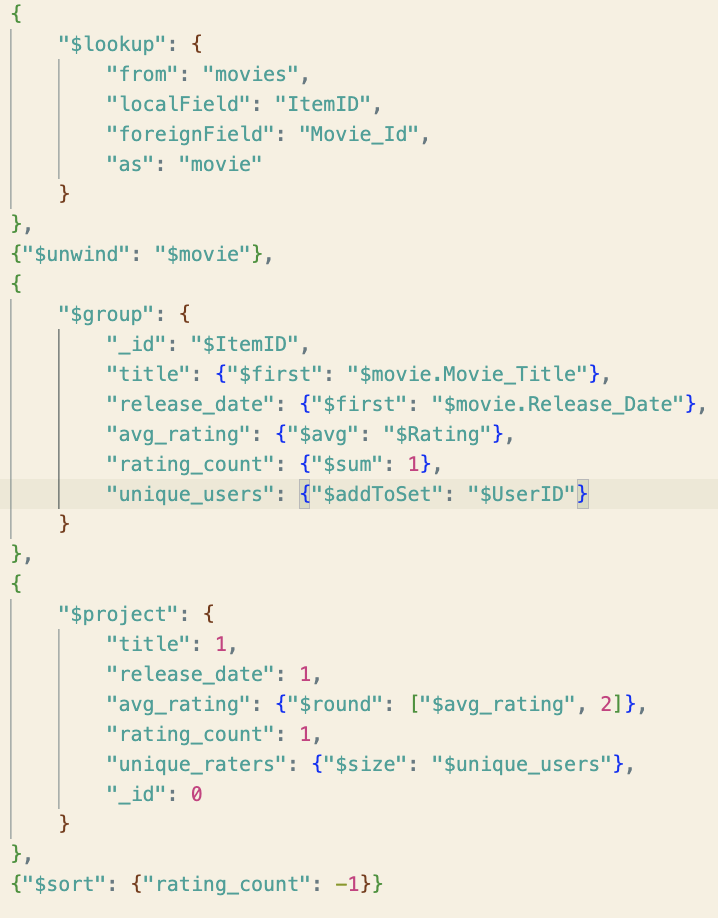 {
    "$lookup": {
        "from": "movies",
        "localField": "ItemID",
        "foreignField": "Movie_Id",
        "as": "movie"
    }
},
{"$unwind": "$movie"},
{
    "$group": {
        "_id": "$ItemID",
        "title": {"$first": "$movie.Movie_Title"},
        "release_date": {"$first": "$movie.Release_Date"},
        "avg_rating": {"$avg": "$Rating"},
        "rating_count": {"$sum": 1},
        "unique_users": {"$addToSet": "$UserID"}
    }
},
{
    "$project": {
        "title": 1,
        "release_date": 1,
        "avg_rating": {"$round": ["$avg_rating", 2]},
        "rating_count": 1,
        "unique_raters": {"$size": "$unique_users"},
        "_id": 0
    }
},
{"$sort": {"rating_count": -1}}